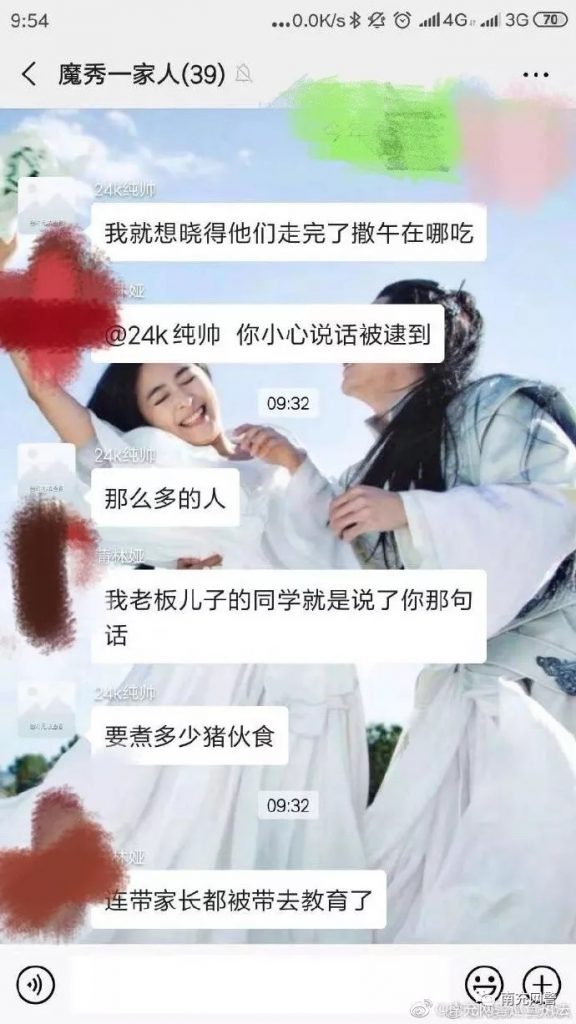 9:54
...0.0K/s
4G
3G
70
魔秀一家人(39)
24k纯帅
我就想晓得他们走完了撒午在哪吃
林娅
@24k纯帅 你小心说话被逮到
09:32
24k纯帅
那么多的人
莆林娅
我老板儿子的同学就是说了你那句
话
24k纯帅
要煮多少猪伙食
09:32
林娅
连带家长都被带去教育了
南充网警